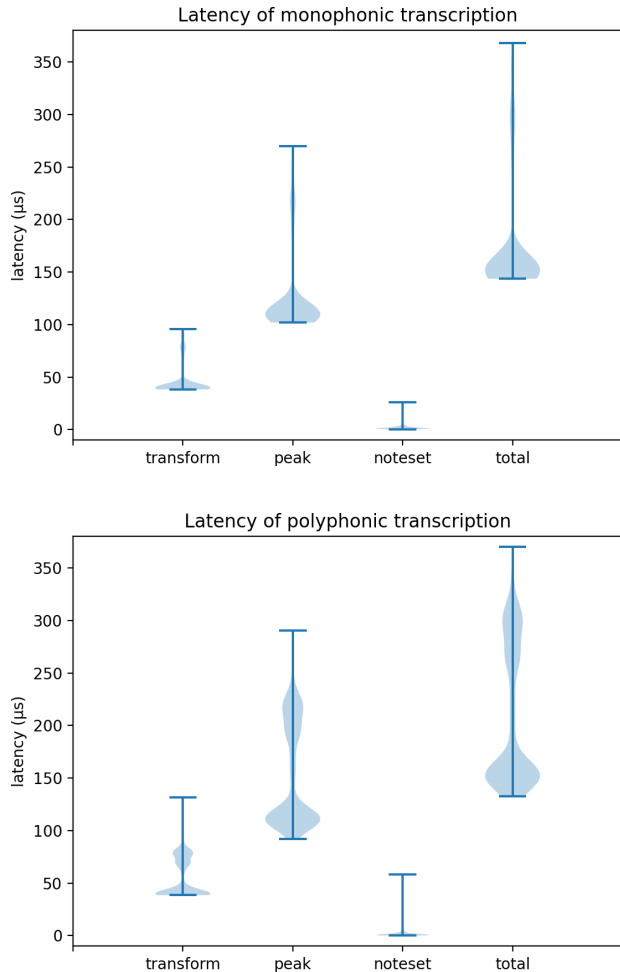 Latency of monophonic transcription
latency (μs)
350
300
250
200
150
100
50
0
transform peak noteset total
Latency of polyphonic transcription
latency (μs)
350
300
250
200
150
100
50
0
transform peak noteset total